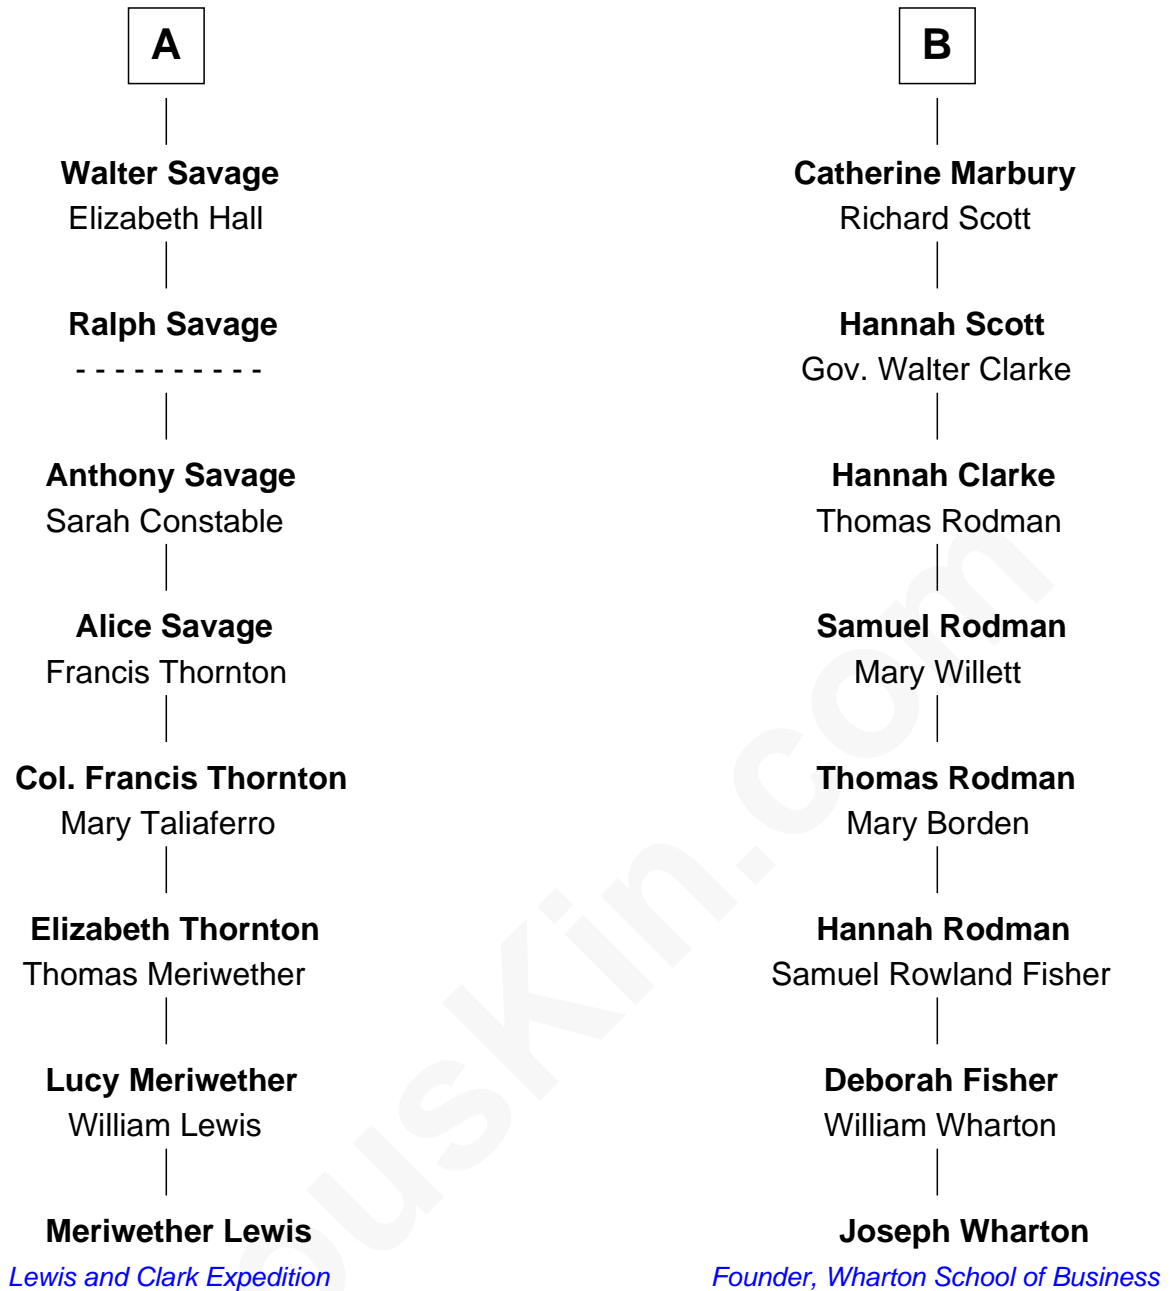 A
B
Walter Savage
Elizabeth Hall
Catherine Marbury
Richard Scott
Ralph Savage
- - - - - - - - - -
Hannah Scott
Gov. Walter Clarke
Anthony Savage
Sarah Constable
Hannah Clarke
Thomas Rodman
Alice Savage
Francis Thornton
Samuel Rodman
Mary Willett
Col. Francis Thornton
Mary Taliaferro
Thomas Rodman
Mary Borden
Elizabeth Thornton
Thomas Meriwether
Hannah Rodman
Samuel Rowland Fisher
Lucy Meriwether
William Lewis
Deborah Fisher
William Wharton
Meriwether Lewis
Lewis and Clark Expedition
Joseph Wharton
Founder, Wharton School of Business
ousKin.com